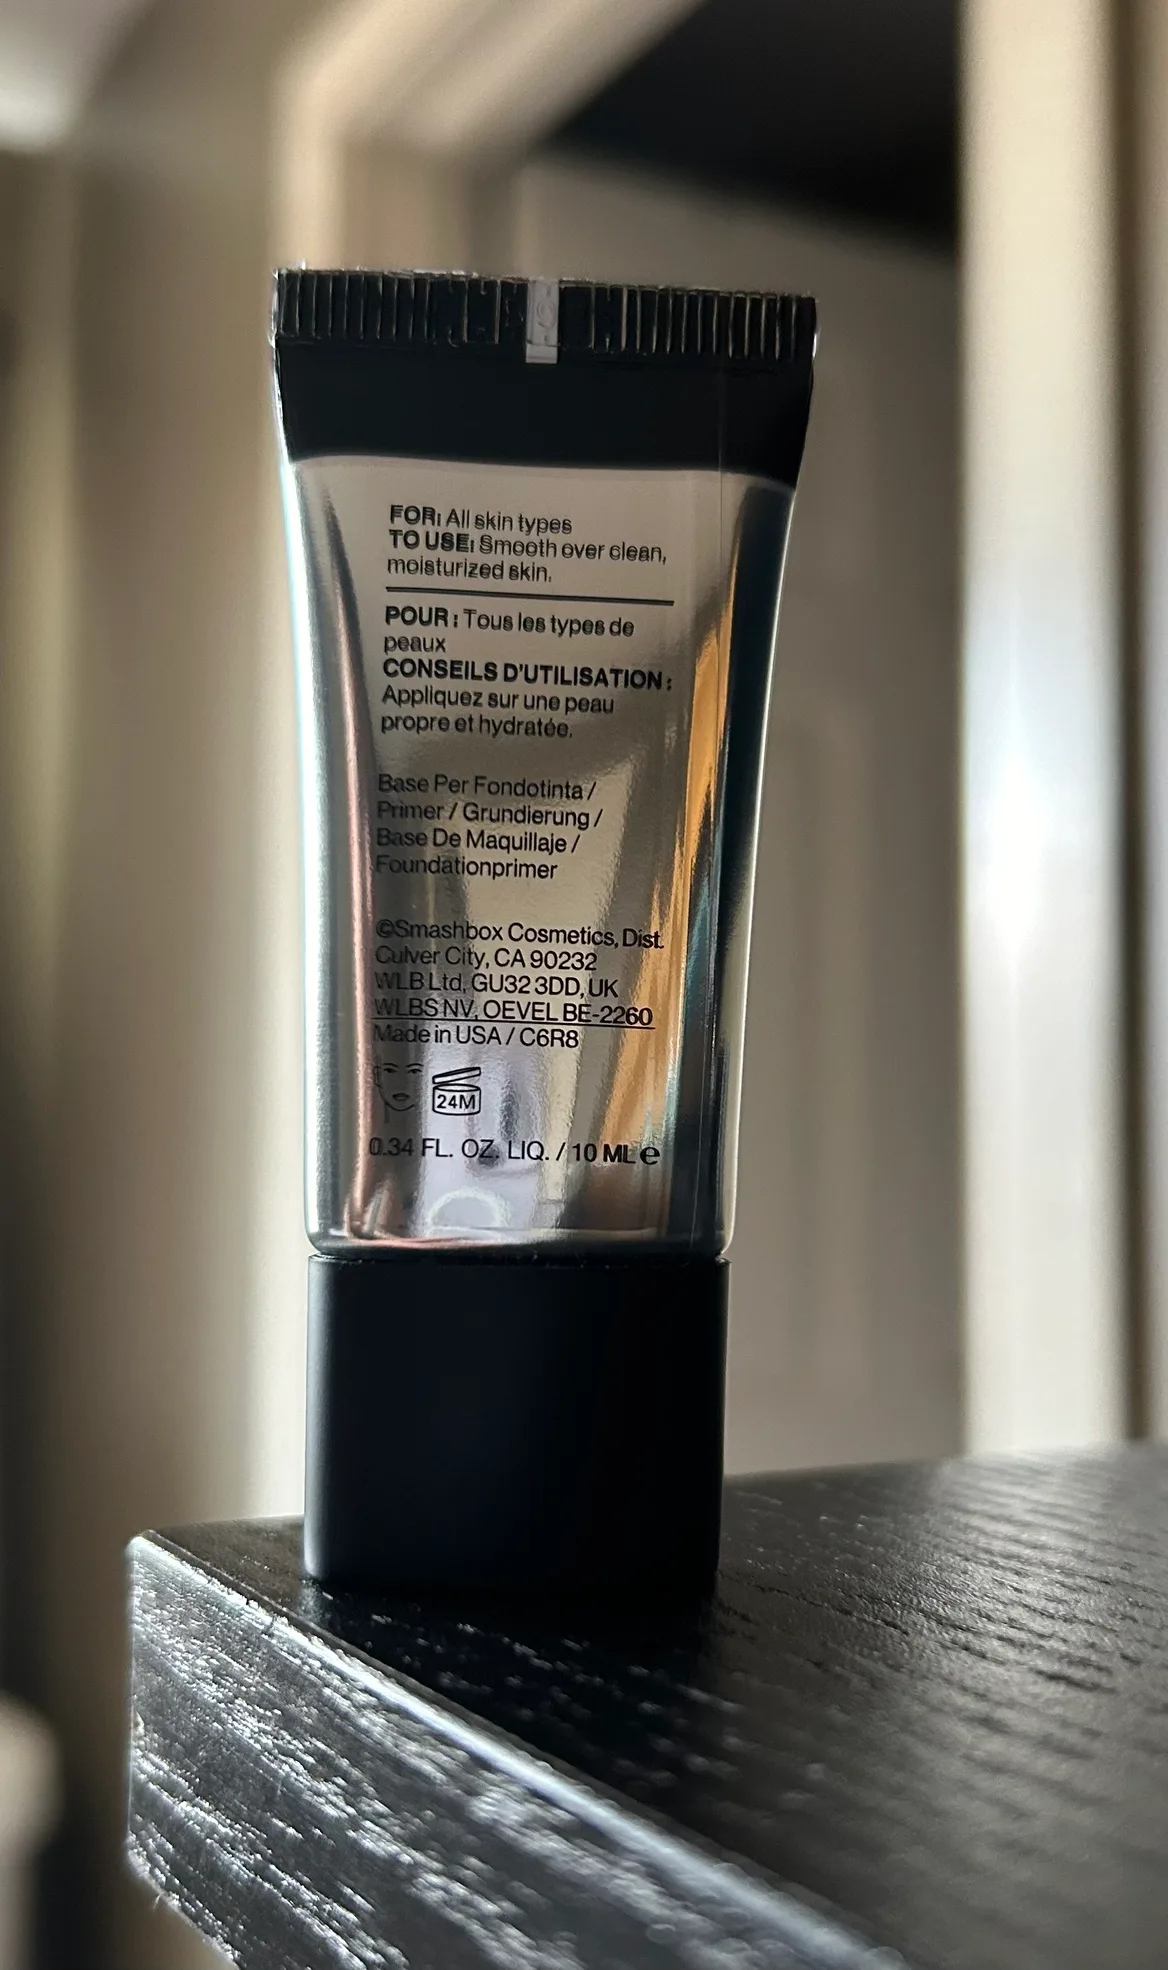 FOR: All skin types
TO USE: Smooth over clean,
moisturized skin.
POUR : Tous les types de
peaux
CONSEILS D'UTILISATION :
Appliquez sur une peau
propre et hydratée.
Base Per Fondotinta /
Primer / Grundierung /
Base De Maquillaje /
Foundationprimer
©Smashbox Cosmetics, Dist.
Culver City, CA 90232
WLB Ltd, GU32 3DD, UK
WLBS NV, OEVEL BE-2260
Made in USA / C6R8
24M
0.34 FL. OZ. LIQ. / 10 ML e